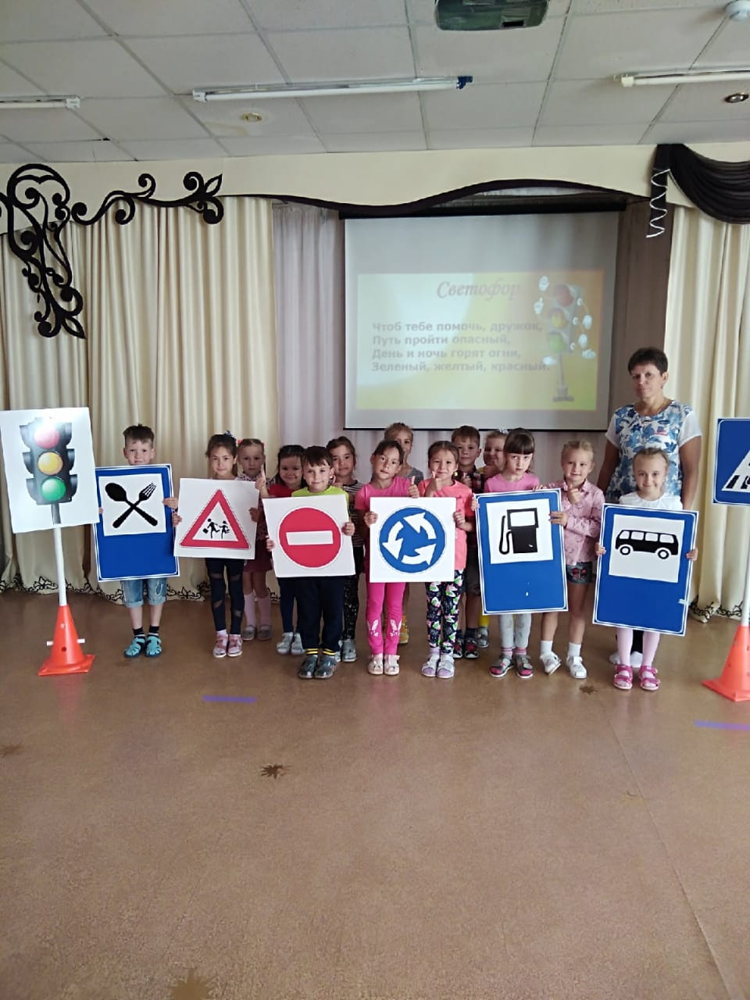 Светофор
Чтоб тебе помочь, дружок,
Путь пройти опасный,
День и ночь горят огни,
Зеленый, желтый, красный.